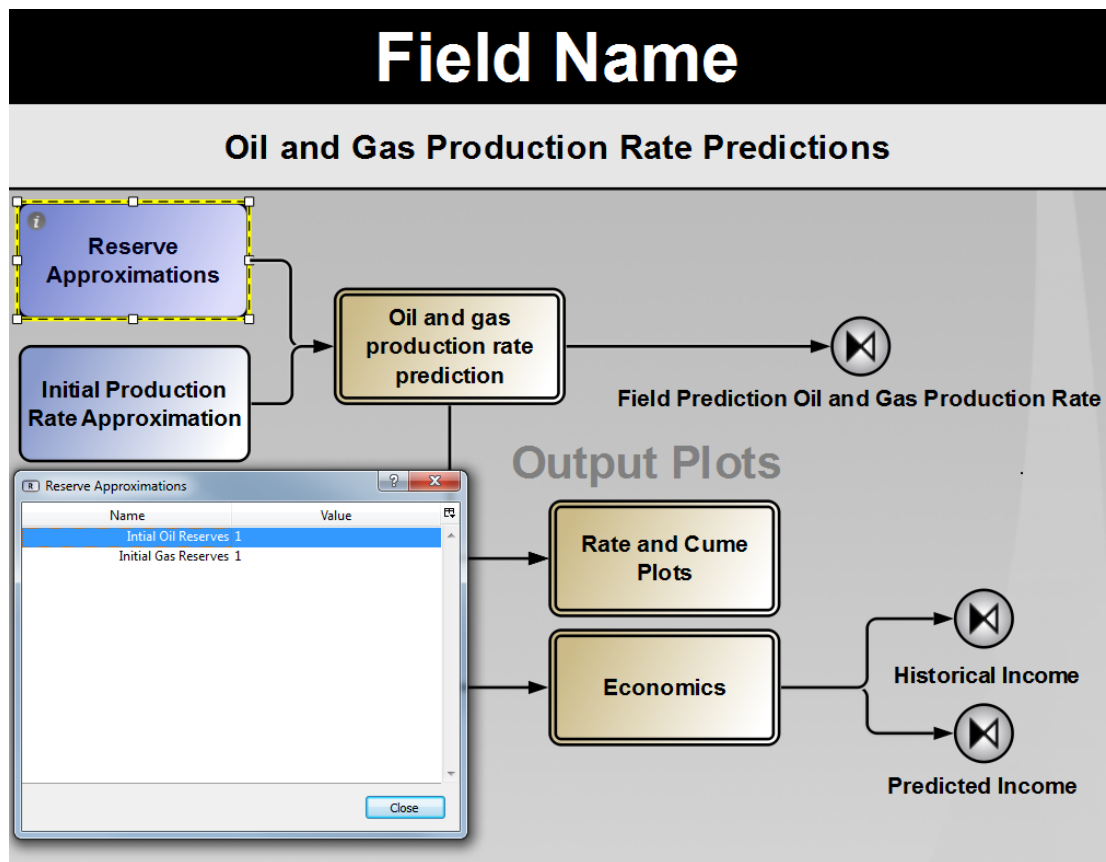 Field Name
Oil and Gas Production Rate Predictions
i
Reserve
Approximations
Oil and gas
production rate
prediction
Initial Production
Rate Approximation
Field Prediction Oil and Gas Production Rate
Output Plots
R Reserve Approximations ? X
Name Value
Intial Oil Reserves 1
Initial Gas Reserves 1
Rate and Cume
Plots
Economics
Historical Income
Predicted Income
Close